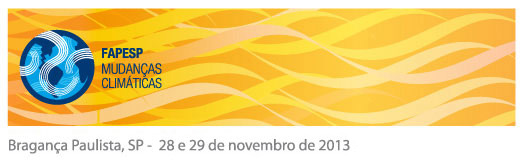 FAPESP
MUDANÇAS
CLIMÁTICAS
Bragança Paulista, SP - 28 e 29 de novembro de 2013